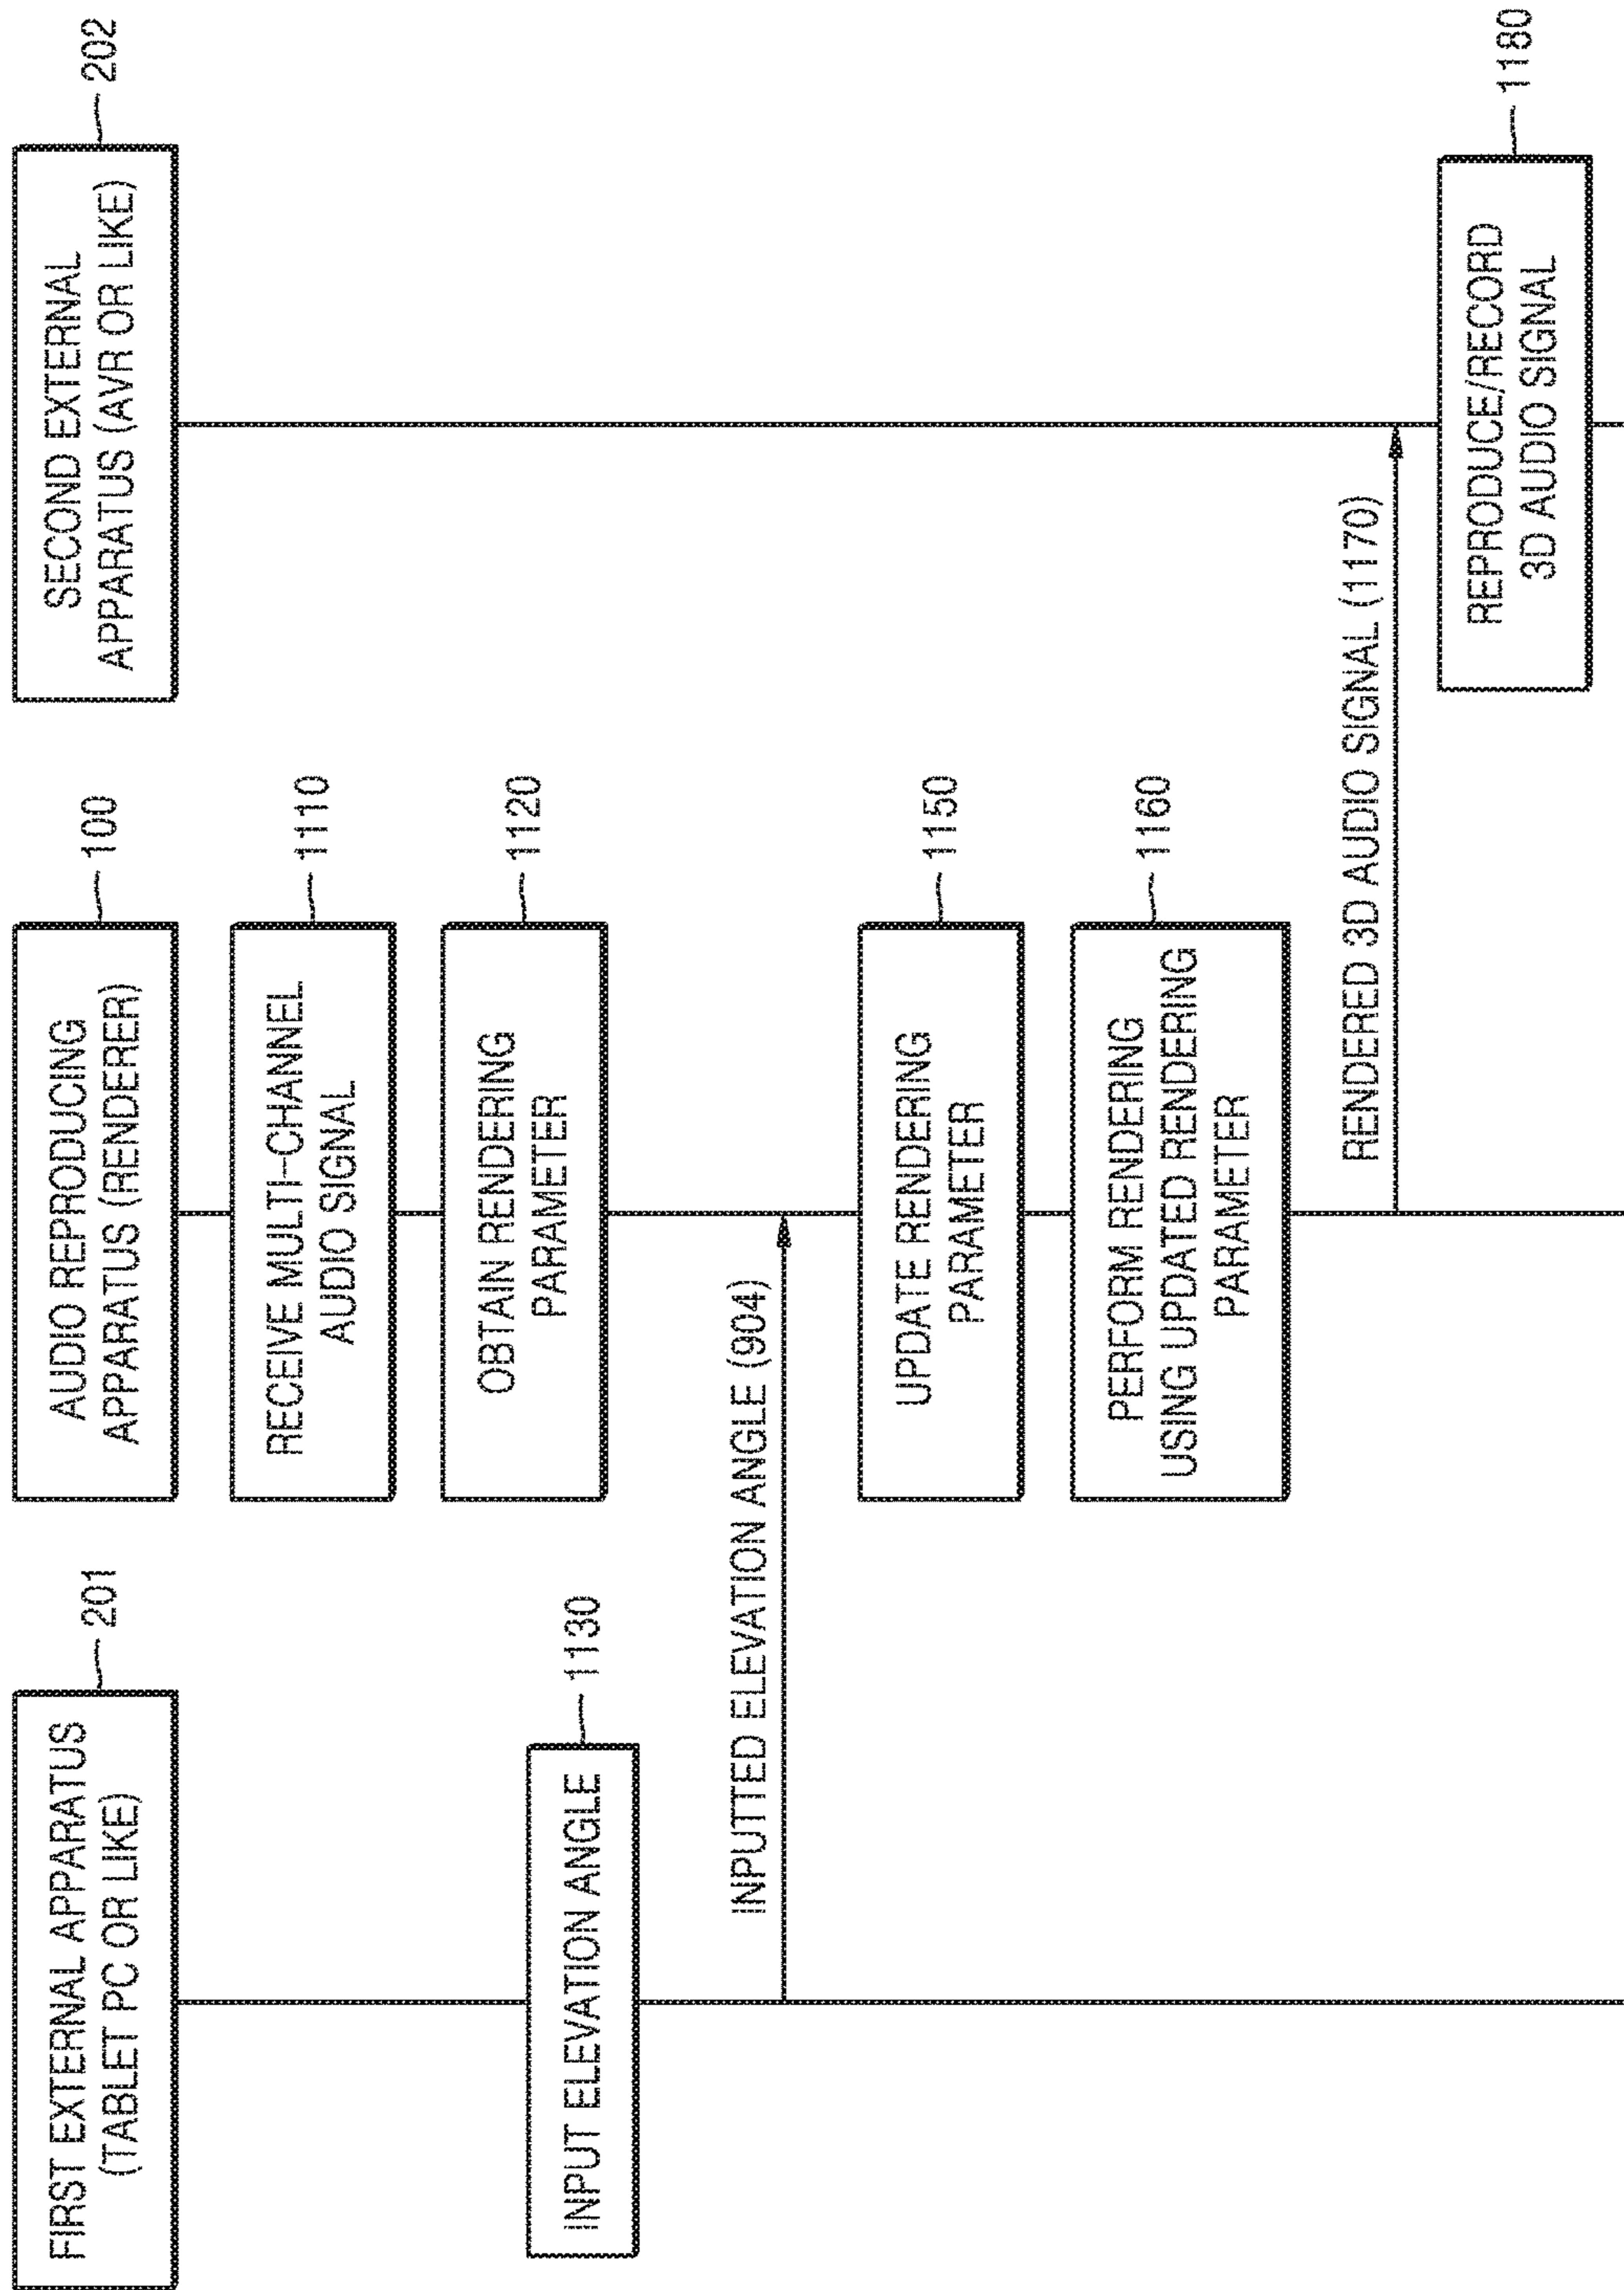 FIRST EXTERNAL APPARATUS
(TABLET PC OR LIKE)
201
AUDIO REPRODUCING
APPARATUS (RENDERER)
100
SECOND EXTERNAL
APPARATUS (AVR OR LIKE)
202
RECEIVE MULTI-CHANNEL
AUDIO SIGNAL
1110
OBTAIN RENDERING
PARAMETER
1120
INPUT ELEVATION ANGLE
1130
INPUTTED ELEVATION ANGLE (904)
UPDATE RENDERING
PARAMETER
1150
PERFORM RENDERING
USING UPDATED RENDERING
PARAMETER
1160
RENDERED 3D AUDIO SIGNAL (1170)
REPRODUCE/RECORD
3D AUDIO SIGNAL
1180